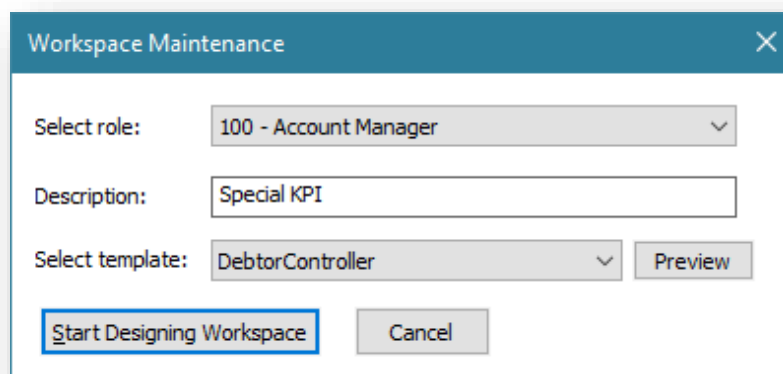 Workspace Maintenance
Select role: 100 - Account Manager
Description: Special KPI
Select template: DebtorController Preview
Start Designing Workspace Cancel